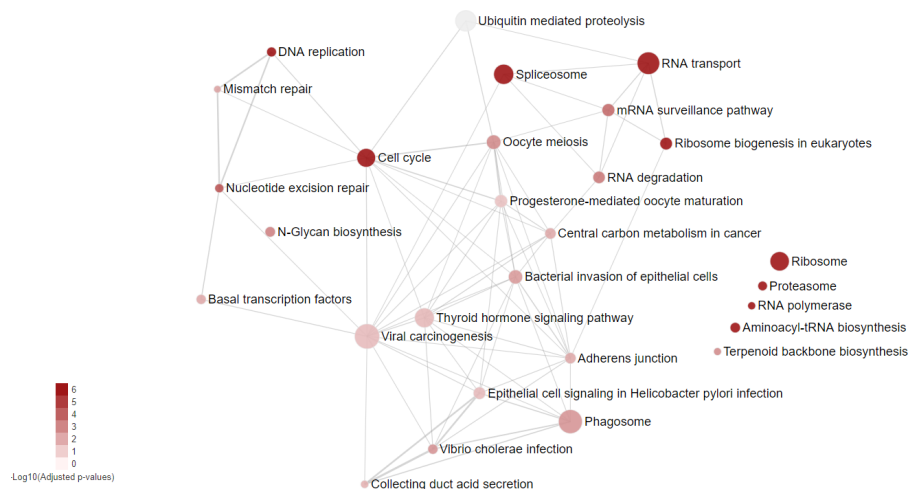 Ubiquitin mediated proteolysis
DNA replication
RNA transport
Spliceosome
Mismatch repair
mRNA surveillance pathway
Oocyte meiosis
Ribosome biogenesis in eukaryotes
Cell cycle
RNA degradation
Nucleotide excision repair
Progesterone-mediated oocyte maturation
N-Glycan biosynthesis
Central carbon metabolism in cancer
Ribosome
Bacterial invasion of epithelial cells
Proteasome
Basal transcription factors
RNA polymerase
Thyroid hormone signaling pathway
Aminoacyl-tRNA biosynthesis
Viral carcinogenesis
Terpenoid backbone biosynthesis
Adherens junction
Epithelial cell signaling in Helicobacter pylori infection
Phagosome
Vibrio cholerae infection
Collecting duct acid secretion
6
5
4
3
2
1
0
-Log10(Adjusted p-values)